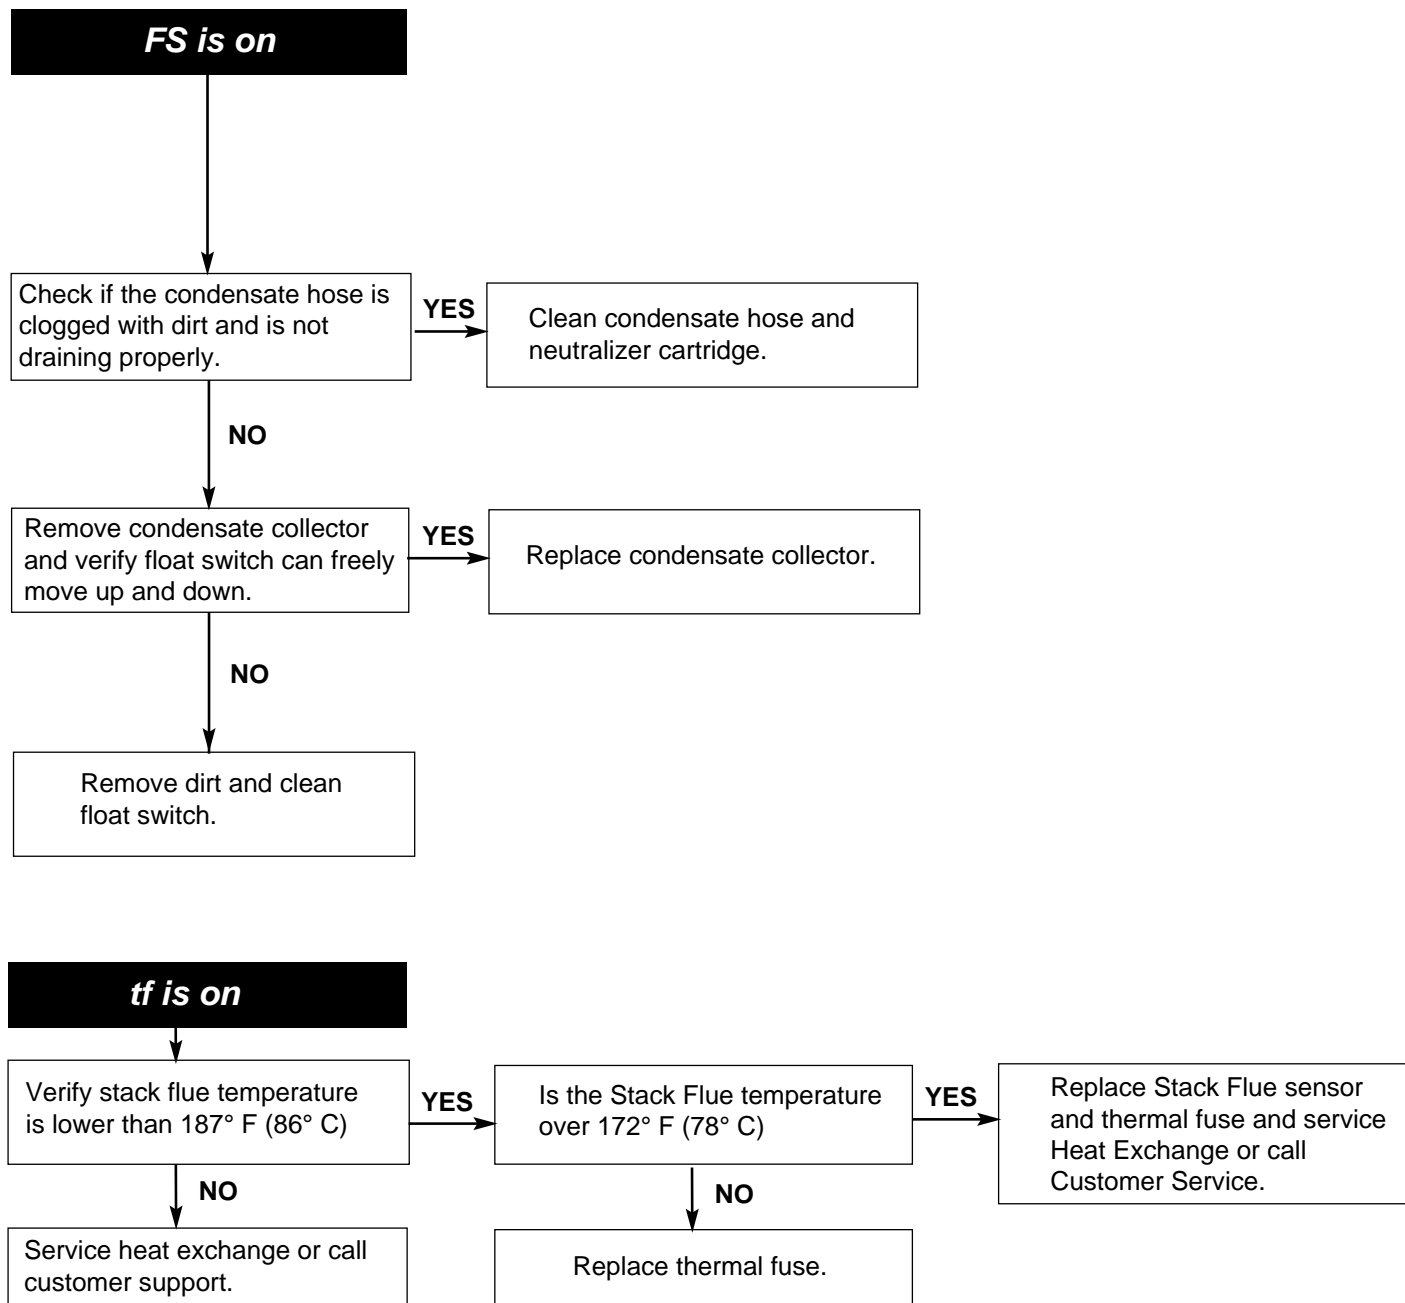 FS is on
Check if the condensate hose is
clogged with dirt and is not
draining properly.
YES
Clean condensate hose and
neutralizer cartridge.
NO
Remove condensate collector
and verify float switch can freely
move up and down.
YES
Replace condensate collector.
NO
Remove dirt and clean
float switch.
tf is on
Verify stack flue temperature
is lower than 187° F (86° C)
YES
Is the Stack Flue temperature
over 172° F (78° C)
YES
Replace Stack Flue sensor
and thermal fuse and service
Heat Exchange or call
Customer Service.
NO
Service heat exchange or call
customer support.
NO
Replace thermal fuse.